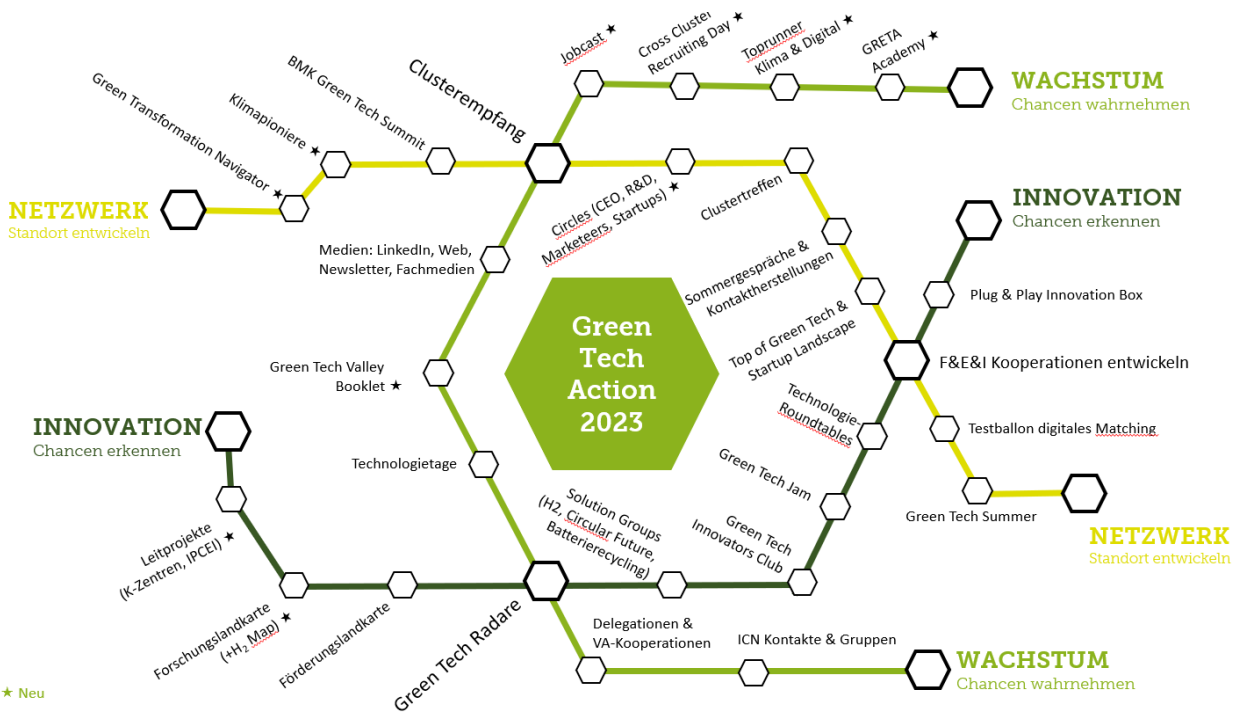 Jobcast ★
Cross Cluster
Recruiting Day ★
Toprunner
Klima & Digital ★
GRETA
Academy ★
WACHSTUM
Chancen wahrnehmen
Green Transformation Navigator ★
Klimapioniere ★
BMK Green Tech Summit
Clusterempfang
NETZWERK
Standort entwickeln
Circles (CEO, R&D,
Marketeers, Startups) ★
Clustertreffen
INNOVATION
Chancen erkennen
Medien: LinkedIn, Web,
Newsletter, Fachmedien
Sommergespräche &
Kontaktherstellungen
Plug & Play Innovation Box
Green
Tech
Action
2023
Top of Green Tech &
Startup Landscape
F&E&I Kooperationen entwickeln
Green Tech Valley
Booklet ★
Technologie-
Roundtables
Testballon digitales Matching
INNOVATION
Chancen erkennen
Technologietage
Green Tech Jam
Green Tech Summer
NETZWERK
Standort entwickeln
Solution Groups
(H2, Circular Future,
Batterierecycling)
Green Tech
Innovators Club
Leitprojekte
(K-Zentren, IPCEI) ★
Forschungslandkarte
(+H₂ Map) ★
Förderungslandkarte
Green Tech Radare
Delegationen &
VA-Kooperationen
ICN Kontakte & Gruppen
WACHSTUM
Chancen wahrnehmen
★ Neu